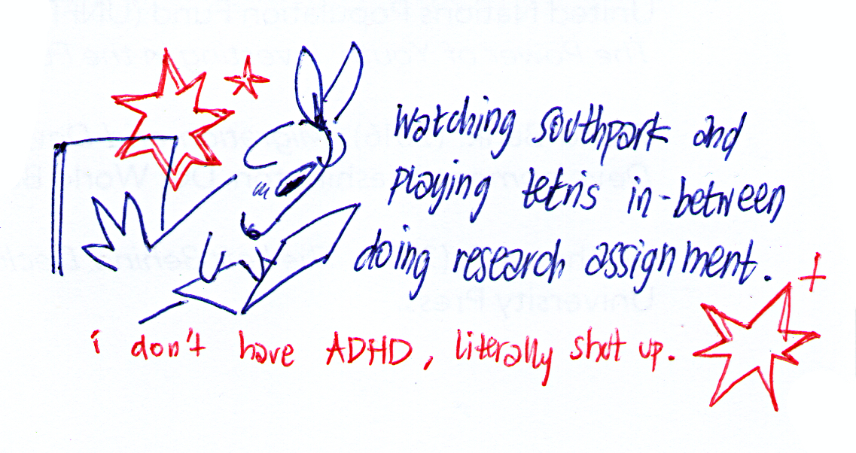 watching southpark and
playing tetris in-between
doing research assignment.
i don't have ADHD, literally shut up.